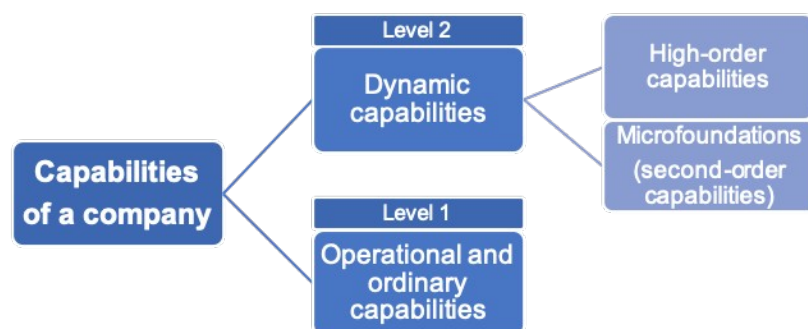 Capabilities
of a company
Level 2
Dynamic
capabilities
High-order
capabilities
Microfoundations
(second-order
capabilities)
Level 1
Operational and
ordinary
capabilities